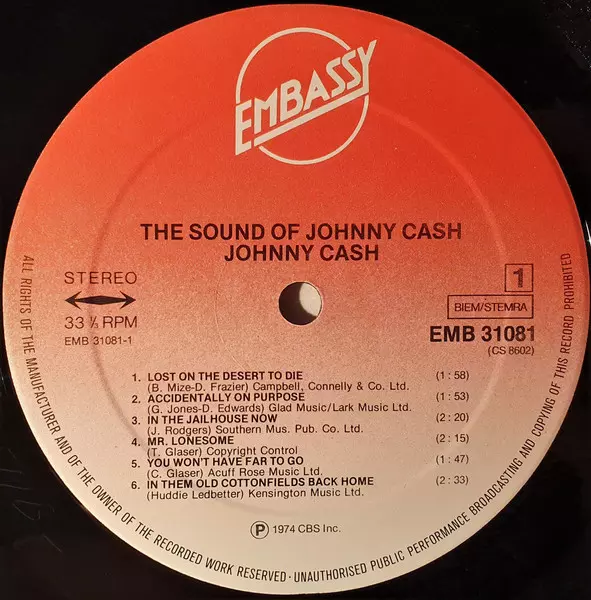 EMBASSY
THE SOUND OF JOHNNY CASH
JOHNNY CASH
STEREO
33 ⅓ RPM
EMB 31081-1
1
BIEM/STEMRA
EMB 31081
(CS 8602)
1. LOST ON THE DESERT TO DIE (1 : 58)
(B. Mize-D. Frazier) Campbell, Connelly & Co. Ltd.
2. ACCIDENTALLY ON PURPOSE (1 : 53)
(G. Jones-D. Edwards) Glad Music/Lark Music Ltd.
3. IN THE JAILHOUSE NOW (2 : 20)
(J. Rodgers) Southern Mus. Pub. Co. Ltd.
4. MR. LONESOME (2 : 15)
(T. Glaser) Copyright Control
5. YOU WON'T HAVE FAR TO GO (1 : 47)
(C. Glaser) Acuff Rose Music Ltd.
6. IN THEM OLD COTTONFIELDS BACK HOME (2 : 33)
(Huddie Ledbetter) Kensington Music Ltd.
℗ 1974 CBS Inc.
ALL RIGHTS OF THE MANUFACTURER AND OF THE OWNER OF THE RECORDED WORK RESERVED · UNAUTHORISED PUBLIC PERFORMANCE BROADCASTING AND COPYING OF THIS RECORD PROHIBITED